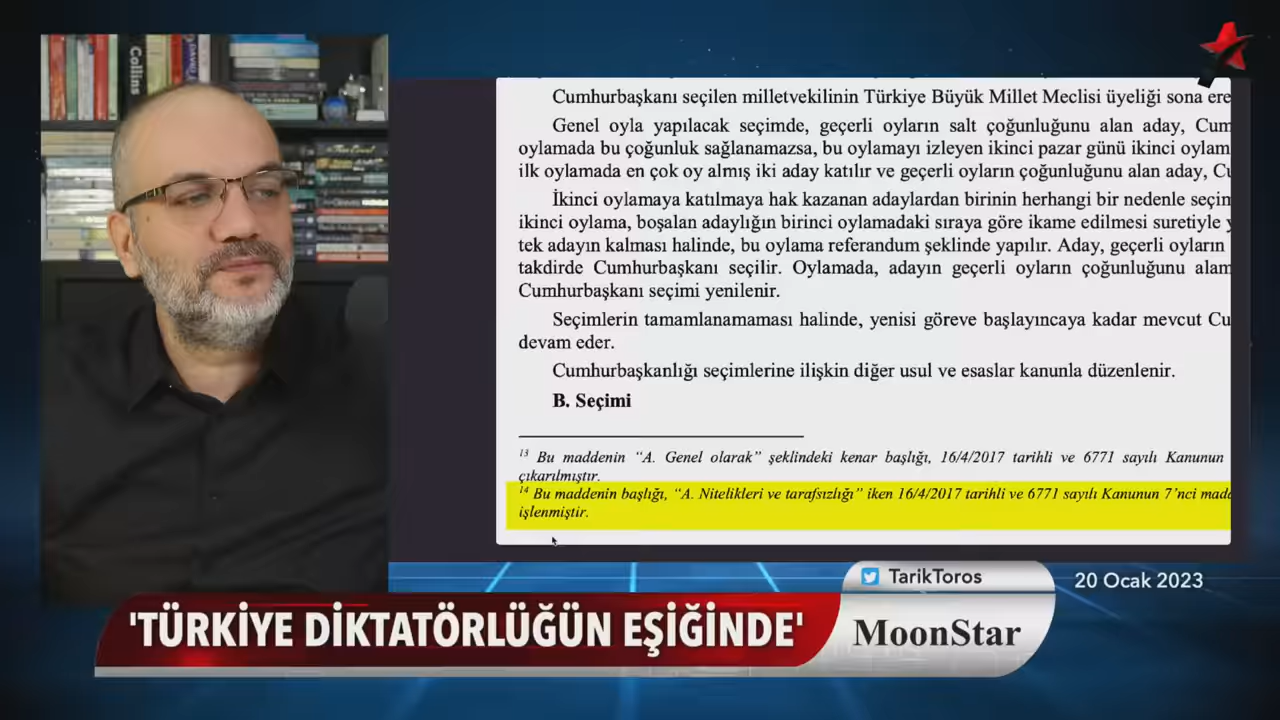 Collins
Cumhurbaşkanı seçilen milletvekilinin Türkiye Büyük Millet Meclisi üyeliği sona ere
Genel oyla yapılacak seçimde, geçerli oyların salt çoğunluğunu alan aday, Cum
oylamada bu çoğunluk sağlanamazsa, bu oylamayı izleyen ikinci pazar günü ikinci oylam
ilk oylamada en çok oy almış iki aday katılır ve geçerli oyların çoğunluğunu alan aday, Cu
İkinci oylamaya katılmaya hak kazanan adaylardan birinin herhangi bir nedenle seçin
ikinci oylama, boşalan adaylığın birinci oylamadaki sıraya göre ikame edilmesi suretiyle y
tek adayın kalması halinde, bu oylama referandum şeklinde yapılır. Aday, geçerli oyların
takdirde Cumhurbaşkanı seçilir. Oylamada, adayın geçerli oyların çoğunluğunu alam
Cumhurbaşkanı seçimi yenilenir.
Seçimlerin tamamlanamaması halinde, yenisi göreve başlayıncaya kadar mevcut Cu
devam eder.
Cumhurbaşkanlığı seçimlerine ilişkin diğer usul ve esaslar kanunla düzenlenir.
B. Seçimi
13 Bu maddenin “A. Genel olarak” şeklindeki kenar başlığı, 16/4/2017 tarihli ve 6771 sayılı Kanunun
çıkarılmıştır.
14 Bu maddenin başlığı, “A. Nitelikleri ve tarafsızlığı” iken 16/4/2017 tarihli ve 6771 sayılı Kanunun 7’nci madd
işlenmiştir.
TarikToros
20 Ocak 2023
'TÜRKİYE DİKTATÖRLÜĞÜN EŞİĞİNDE'
MoonStar